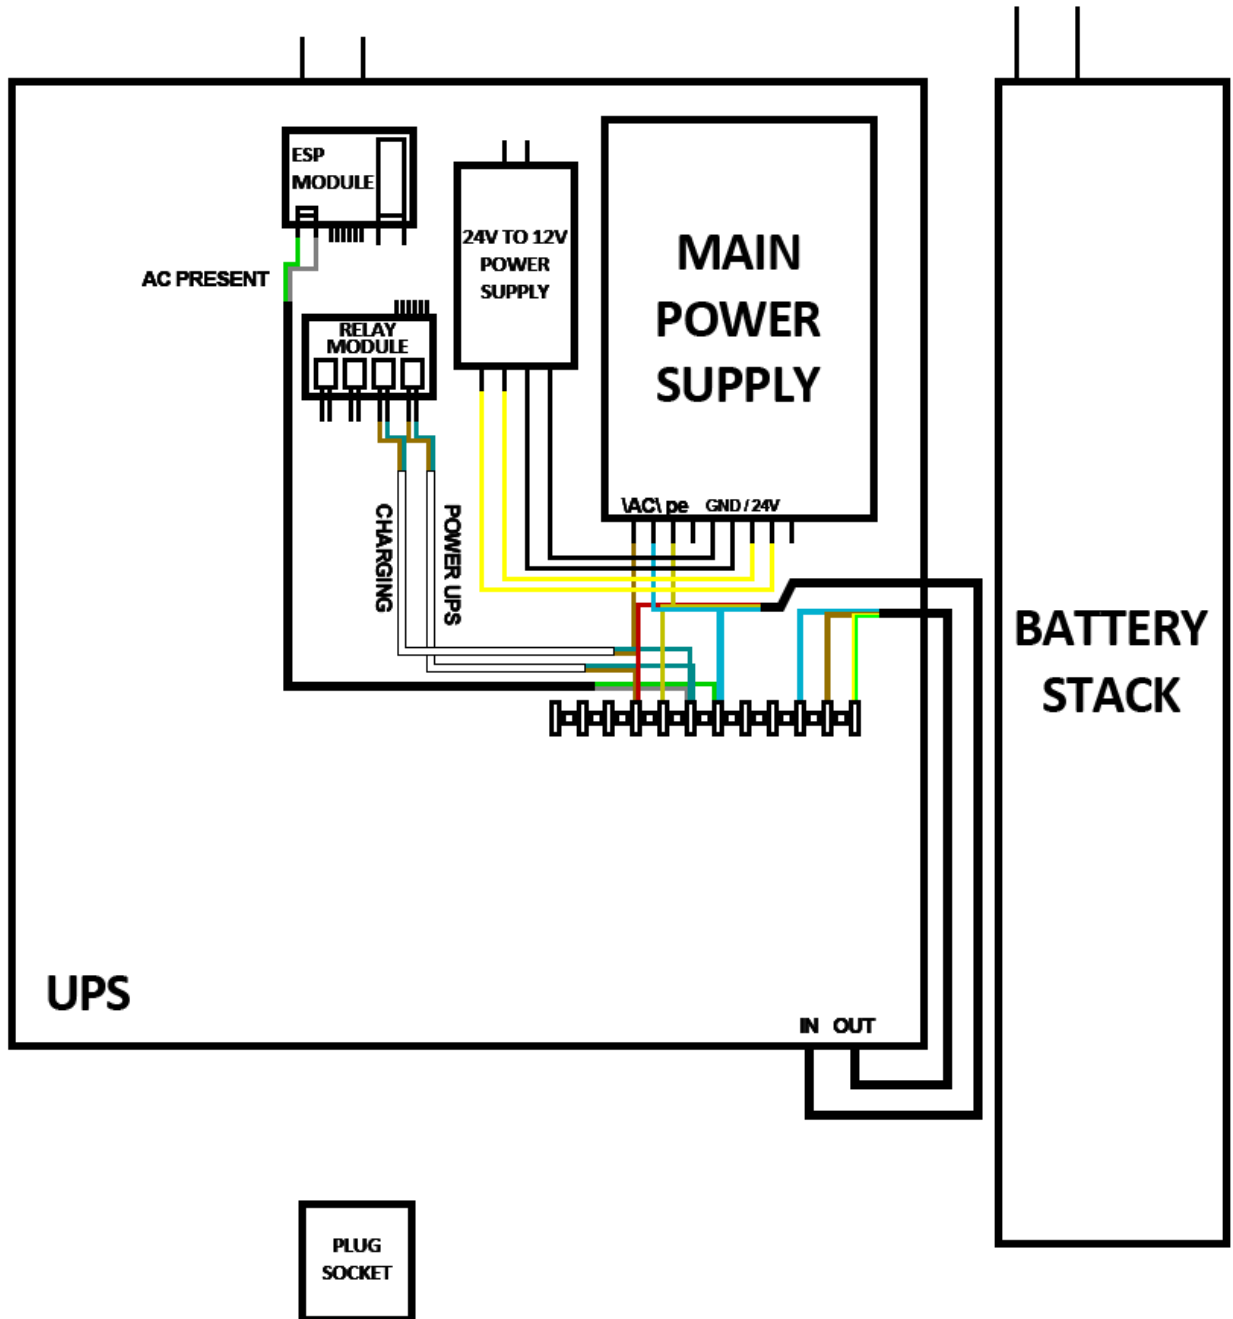 ESP
MODULE
24V TO 12V
POWER
SUPPLY
MAIN
POWER
SUPPLY
AC PRESENT
RELAY
MODULE
\AC\ pe GND / 24V
CHARGING
POWER UPS
BATTERY
STACK
UPS
IN OUT
PLUG
SOCKET